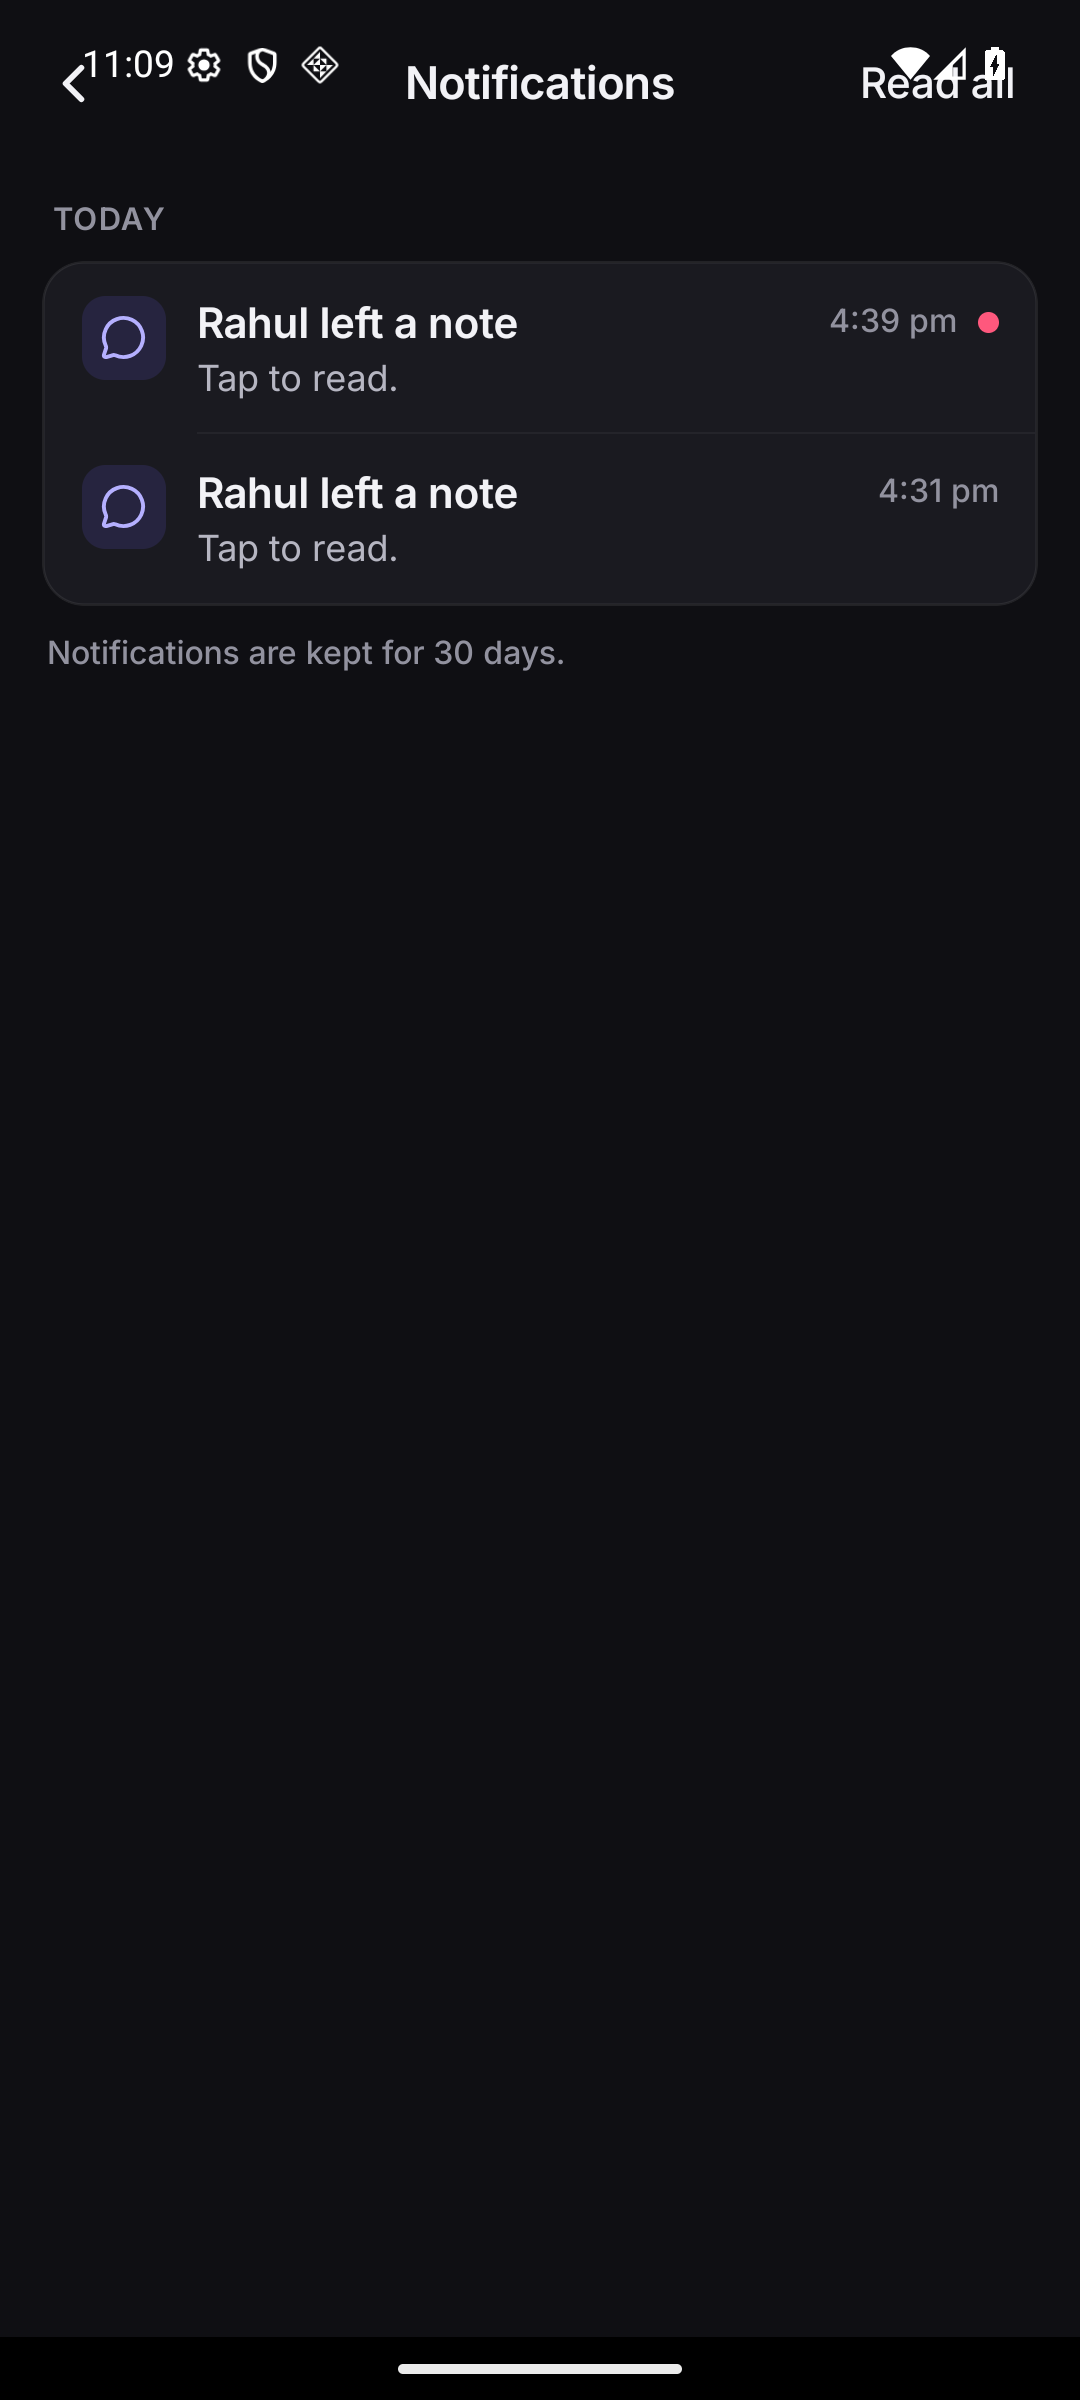 11:09
Notifications
Read all
TODAY
Rahul left a note
4:39 pm
Tap to read.
Rahul left a note
4:31 pm
Tap to read.
Notifications are kept for 30 days.